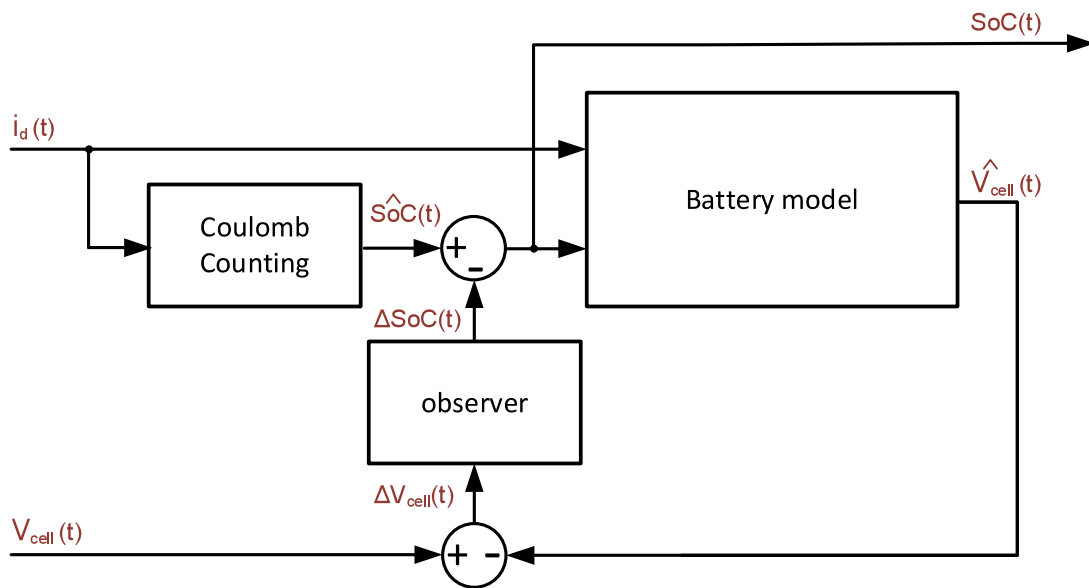 SoC(t)
i_d(t)
Battery model
V̂_cell(t)
Coulomb
Counting
SôC(t)
+
-
ΔSoC(t)
observer
ΔV_cell(t)
V_cell(t)
+ -